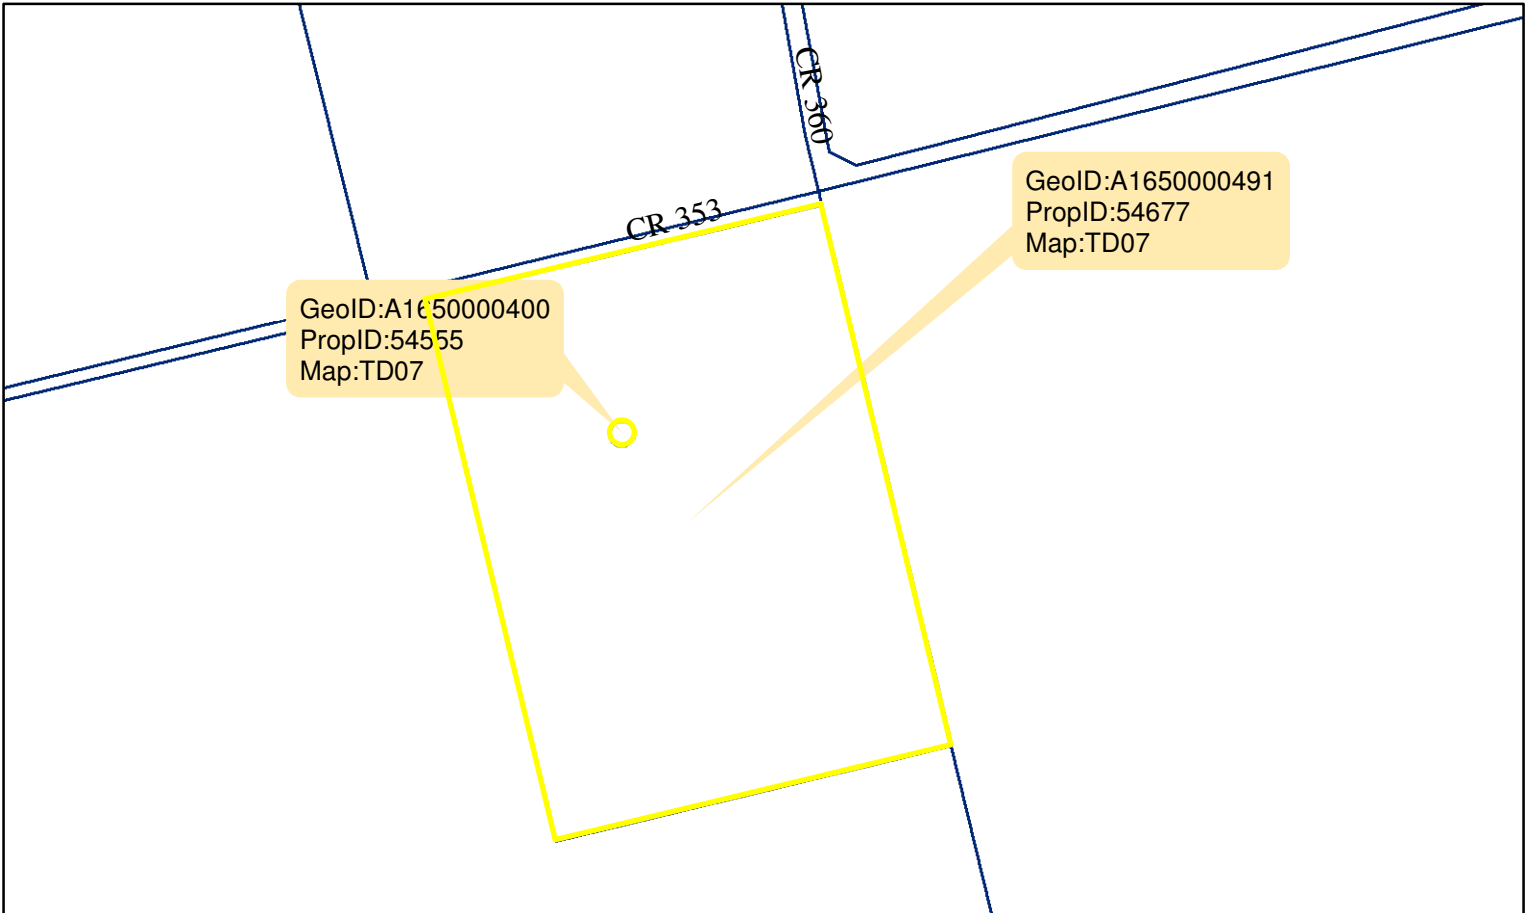 CR 360
GeoID:A1650000491
PropID:54677
Map:TD07
CR 353
GeoID:A1650000400
PropID:54555
Map:TD07